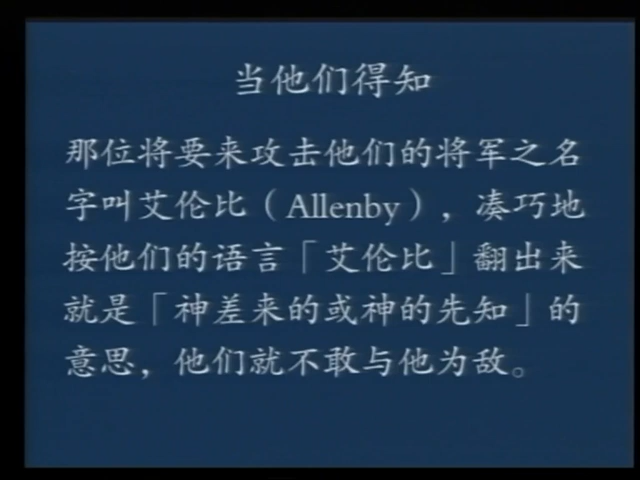 当他们得知
那位将要来攻击他们的将军之名
字叫艾伦比（Allenby），凑巧地
按他们的语言「艾伦比」翻出来
就是「神差来的或神的先知」的
意思，他们就不敢与他为敌。